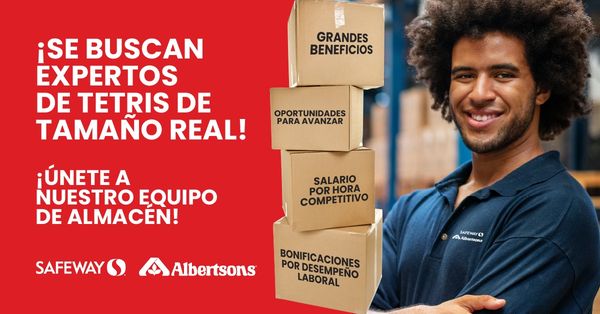 ¡SE BUSCAN
EXPERTOS
DE TETRIS DE
TAMAÑO REAL!
¡ÚNETE A
NUESTRO EQUIPO
DE ALMACÉN!
SAFEWAY
Albertsons
GRANDES
BENEFICIOS
OPORTUNIDADES
PARA AVANZAR
SALARIO
POR HORA
COMPETITIVO
BONIFICACIONES
POR DESEMPEÑO
LABORAL
SAFEWAY
Albertsons